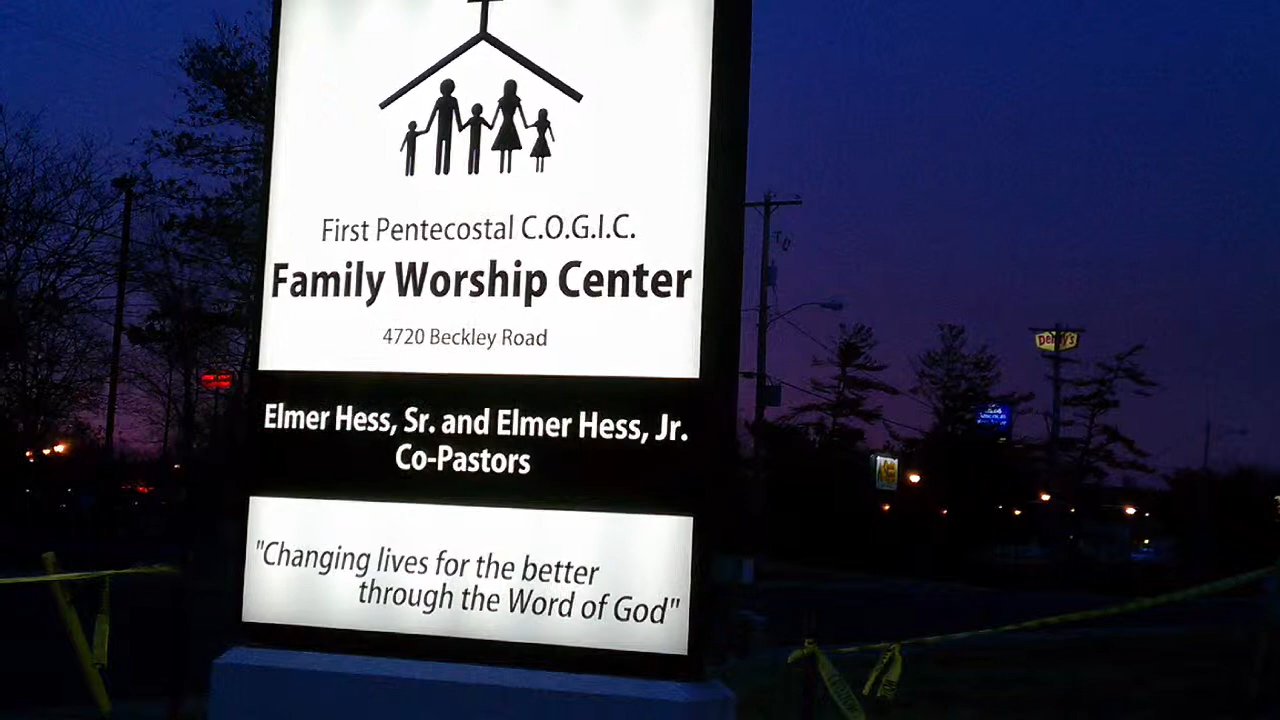 First Pentecostal C.O.G.I.C.
Family Worship Center
4720 Beckley Road
Elmer Hess, Sr. and Elmer Hess, Jr.
Co-Pastors
"Changing lives for the better
through the Word of God"
Denny's